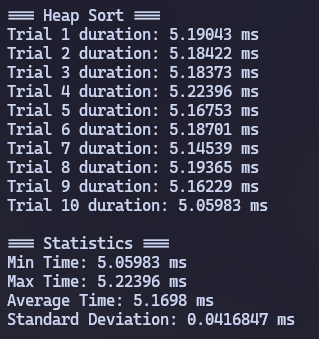 === Heap Sort ===
Trial 1 duration: 5.19043 ms
Trial 2 duration: 5.18422 ms
Trial 3 duration: 5.18373 ms
Trial 4 duration: 5.22396 ms
Trial 5 duration: 5.16753 ms
Trial 6 duration: 5.18701 ms
Trial 7 duration: 5.14539 ms
Trial 8 duration: 5.19365 ms
Trial 9 duration: 5.16229 ms
Trial 10 duration: 5.05983 ms
=== Statistics ===
Min Time: 5.05983 ms
Max Time: 5.22396 ms
Average Time: 5.1698 ms
Standard Deviation: 0.0416847 ms